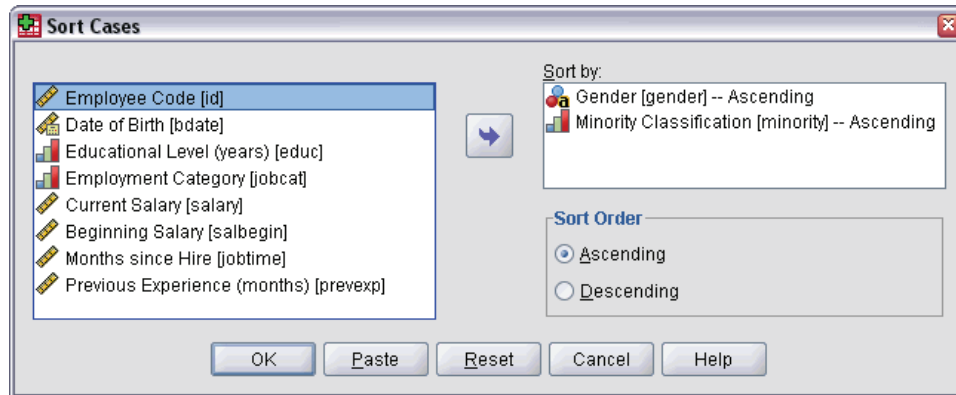 Sort Cases
Employee Code [id]
Date of Birth [bdate]
Educational Level (years) [educ]
Employment Category [jobcat]
Current Salary [salary]
Beginning Salary [salbegin]
Months since Hire [jobtime]
Previous Experience (months) [prevexp]
Sort by:
Gender [gender] -- Ascending
Minority Classification [minority] -- Ascending
Sort Order
Ascending
Descending
OK Paste Reset Cancel Help